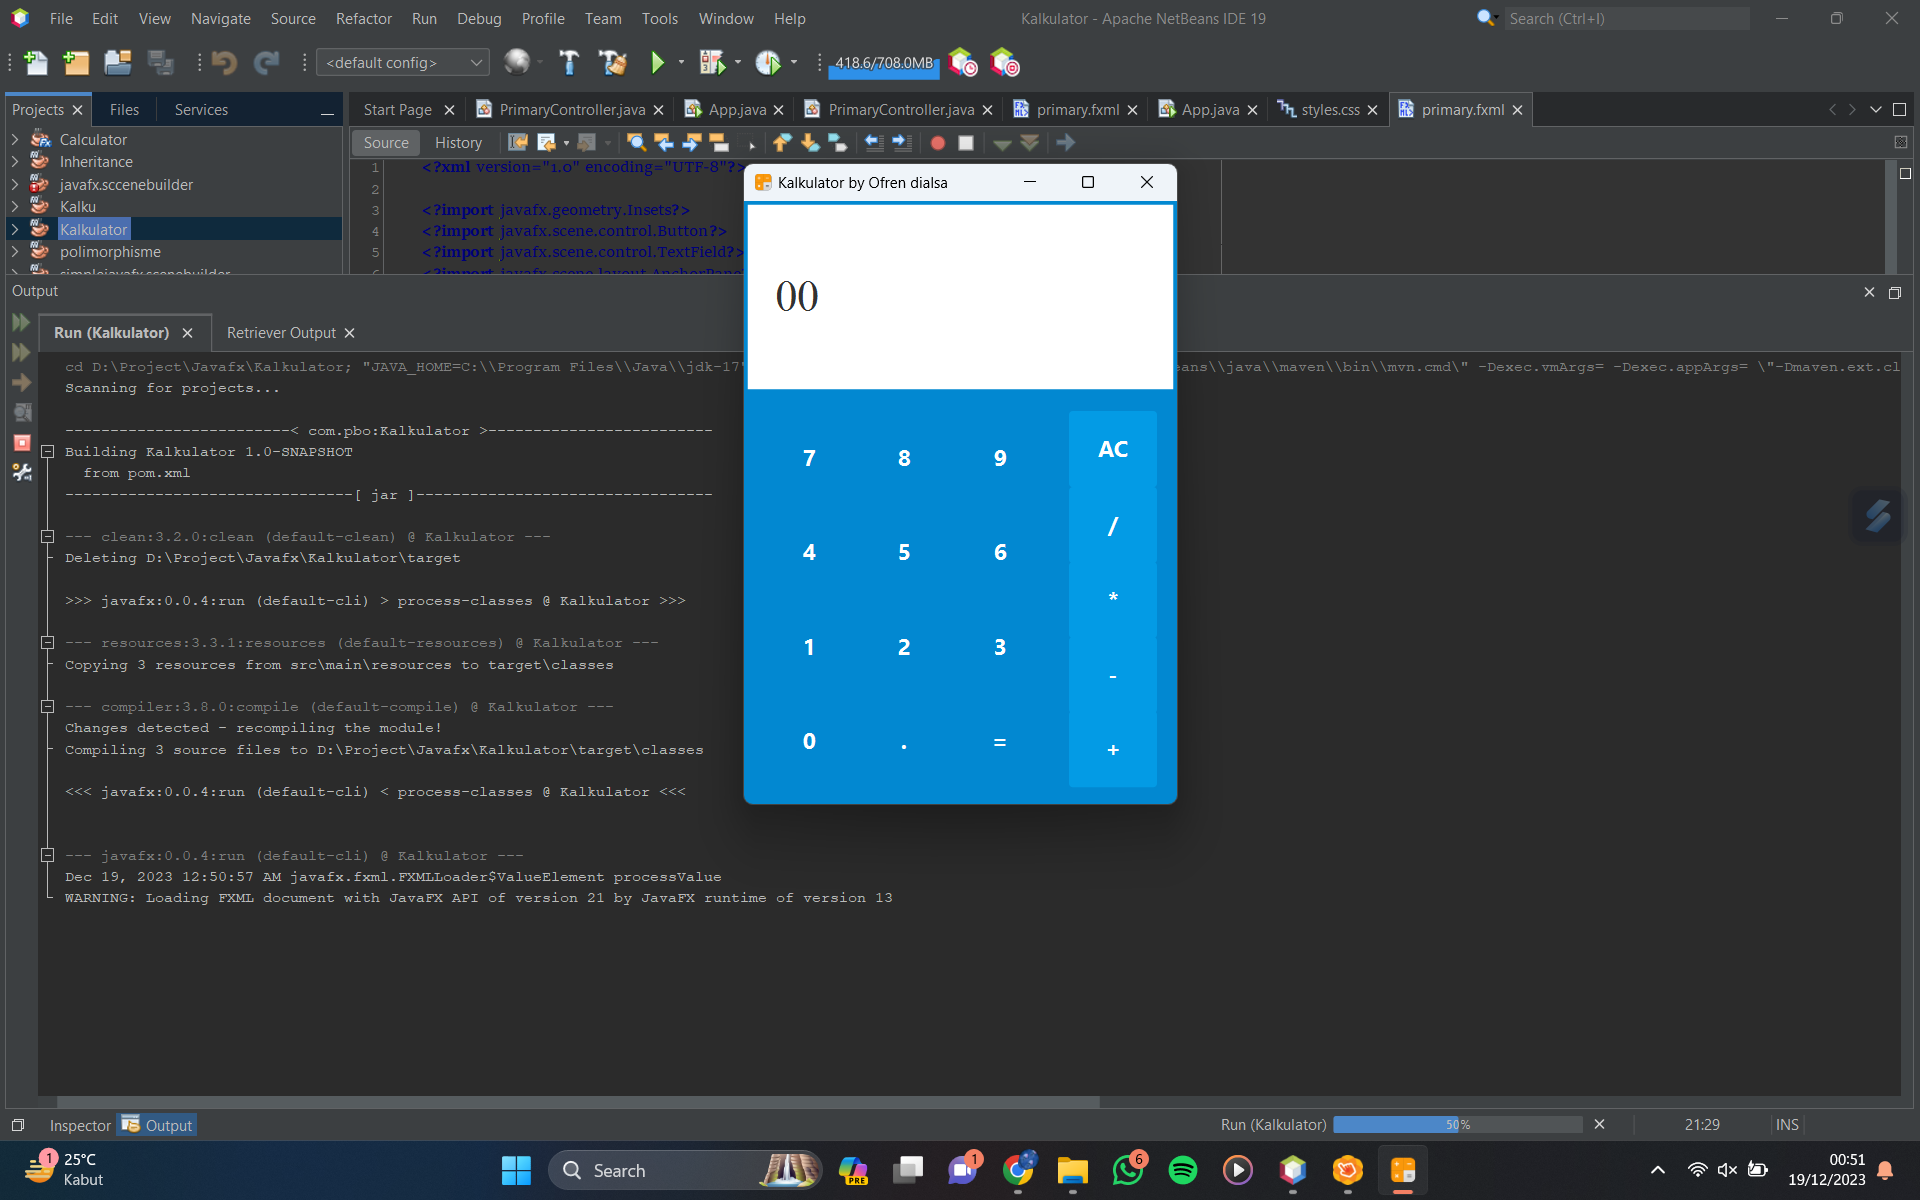 File Edit View Navigate Source Refactor Run Debug Profile Team Tools Window Help
Kalkulator - Apache NetBeans IDE 19
Search (Ctrl+I)
<default config>
418.6/708.0MB
Projects Files Services
Start Page PrimaryController.java App.java PrimaryController.java primary.fxml App.java styles.css primary.fxml
Calculator
Inheritance
javafx.sccenebuilder
Kalku
Kalkulator
polimorphisme
simplejavafx.scenebuilder
Source History
1 <?xml version="1.0" encoding="UTF-8"?>
2
3 <?import javafx.geometry.Insets?>
4 <?import javafx.scene.control.Button?>
5 <?import javafx.scene.control.TextField?>
6 <?import javafx.scene.layout.AnchorPane
Kalkulator by Ofren dialsa
00
7 8 9 AC
/
4 5 6
*
1 2 3
-
0 . = +
Output
Run (Kalkulator) Retriever Output
cd D:\Project\Javafx\Kalkulator; "JAVA_HOME=C:\\Program Files\\Java\\jdk-17" eans\\java\\maven\\bin\\mvn.cmd\" -Dexec.vmArgs= -Dexec.appArgs= \"-Dmaven.ext.cl
Scanning for projects...
-------------------------< com.pbo:Kalkulator >-------------------------
Building Kalkulator 1.0-SNAPSHOT
from pom.xml
--------------------------------[ jar ]---------------------------------
--- clean:3.2.0:clean (default-clean) @ Kalkulator ---
Deleting D:\Project\Javafx\Kalkulator\target
>>> javafx:0.0.4:run (default-cli) > process-classes @ Kalkulator >>>
--- resources:3.3.1:resources (default-resources) @ Kalkulator ---
Copying 3 resources from src\main\resources to target\classes
--- compiler:3.8.0:compile (default-compile) @ Kalkulator ---
Changes detected - recompiling the module!
Compiling 3 source files to D:\Project\Javafx\Kalkulator\target\classes
<<< javafx:0.0.4:run (default-cli) < process-classes @ Kalkulator <<<
--- javafx:0.0.4:run (default-cli) @ Kalkulator ---
Dec 19, 2023 12:50:57 AM javafx.fxml.FXMLLoader$ValueElement processValue
WARNING: Loading FXML document with JavaFX API of version 21 by JavaFX runtime of version 13
Inspector Output
Run (Kalkulator) 50% 21:29 INS
1 25°C
Kabut
Search
PRE
1
6
00:51
19/12/2023